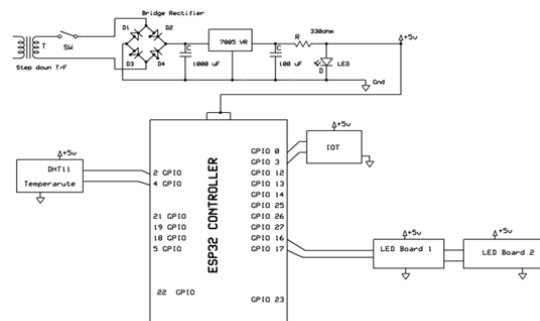 Bridge Rectifier
D1
D2
D3
D4
T
SW
Step down T/F
C
1000 uF
7805 VR
C
100 uF
330ohm
R
D
LED
+5v
Gnd
ESP32 CONTROLLER
2 GPIO
4 GPIO
21 GPIO
19 GPIO
18 GPIO
5 GPIO
22 GPIO
GPIO 0
GPIO 3
GPIO 12
GPIO 13
GPIO 14
GPIO 25
GPIO 26
GPIO 27
GPIO 16
GPIO 17
GPIO 23
+5v
DHT11
Temperarute
+5v
IOT
+5v
LED Board 1
+5v
LED Board 2